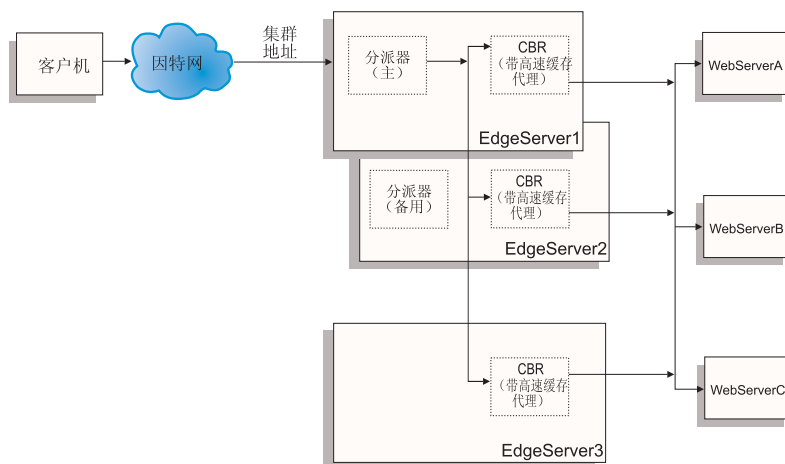 客户机
因特网
集群
地址
分派器
（主）
CBR
（带高速缓存
代理）
EdgeServer1
分派器
（备用）
CBR
（带高速缓存
代理）
EdgeServer2
CBR
（带高速缓存
代理）
EdgeServer3
WebServerA
WebServerB
WebServerC